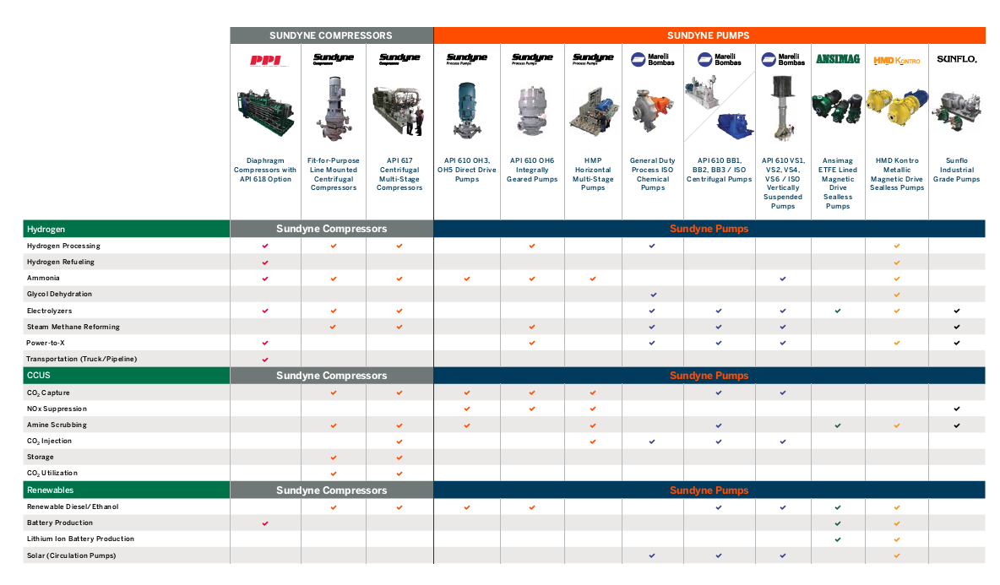 SUNDYNE COMPRESSORS SUNDYNE PUMPS
PPI
Sundyne
Compressors
Sundyne
Compressors
Sundyne
Process Pumps
Sundyne
Process Pumps
Sundyne
Process Pumps
Marelli
Bombas
Marelli
Bombas
Marelli
Bombas
ANSIMAG
HMD KONTRO
SUNFLO.
Diaphragm
Compressors with
API 618 Option
Fit-for-Purpose
Line Mounted
Centrifugal
Compressors
API 617
Centrifugal
Multi-Stage
Compressors
API 610 OH3,
OH5 Direct Drive
Pumps
API 610 OH6
Integrally
Geared Pumps
HMP
Horizontal
Multi-Stage
Pumps
General Duty
Process ISO
Chemical
Pumps
API 610 BB1,
BB2, BB3 / ISO
Centrifugal Pumps
API 610 VS1,
VS2, VS4,
VS6 / ISO
Vertically
Suspended
Pumps
Ansimag
ETFE Lined
Magnetic
Drive
Sealless
Pumps
HMD Kontro
Metallic
Magnetic Drive
Sealless Pumps
Sunflo
Industrial
Grade Pumps
Hydrogen Sundyne Compressors Sundyne Pumps
Hydrogen Processing
Hydrogen Refueling
Ammonia
Glycol Dehydration
Electrolyzers
Steam Methane Reforming
Power-to-X
Transportation (Truck/Pipeline)
CCUS Sundyne Compressors Sundyne Pumps
CO₂ Capture
NOx Suppression
Amine Scrubbing
CO₂ Injection
Storage
CO₂ Utilization
Renewables Sundyne Compressors Sundyne Pumps
Renewable Diesel/Ethanol
Battery Production
Lithium Ion Battery Production
Solar (Circulation Pumps)